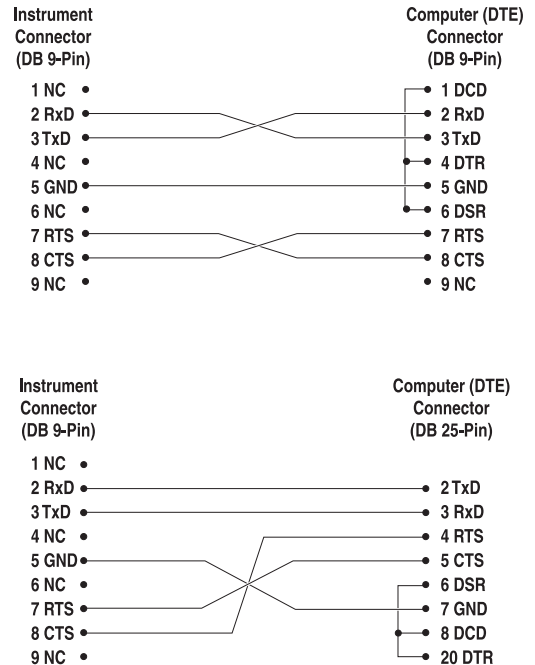 Instrument
Connector
(DB 9-Pin)
Computer (DTE)
Connector
(DB 9-Pin)
1 NC
1 DCD
2 RxD
2 RxD
3 TxD
3 TxD
4 NC
4 DTR
5 GND
5 GND
6 NC
6 DSR
7 RTS
7 RTS
8 CTS
8 CTS
9 NC
9 NC
Instrument
Connector
(DB 9-Pin)
Computer (DTE)
Connector
(DB 25-Pin)
1 NC
2 RxD
2 TxD
3 TxD
3 RxD
4 NC
4 RTS
5 GND
5 CTS
6 NC
6 DSR
7 RTS
7 GND
8 CTS
8 DCD
9 NC
20 DTR